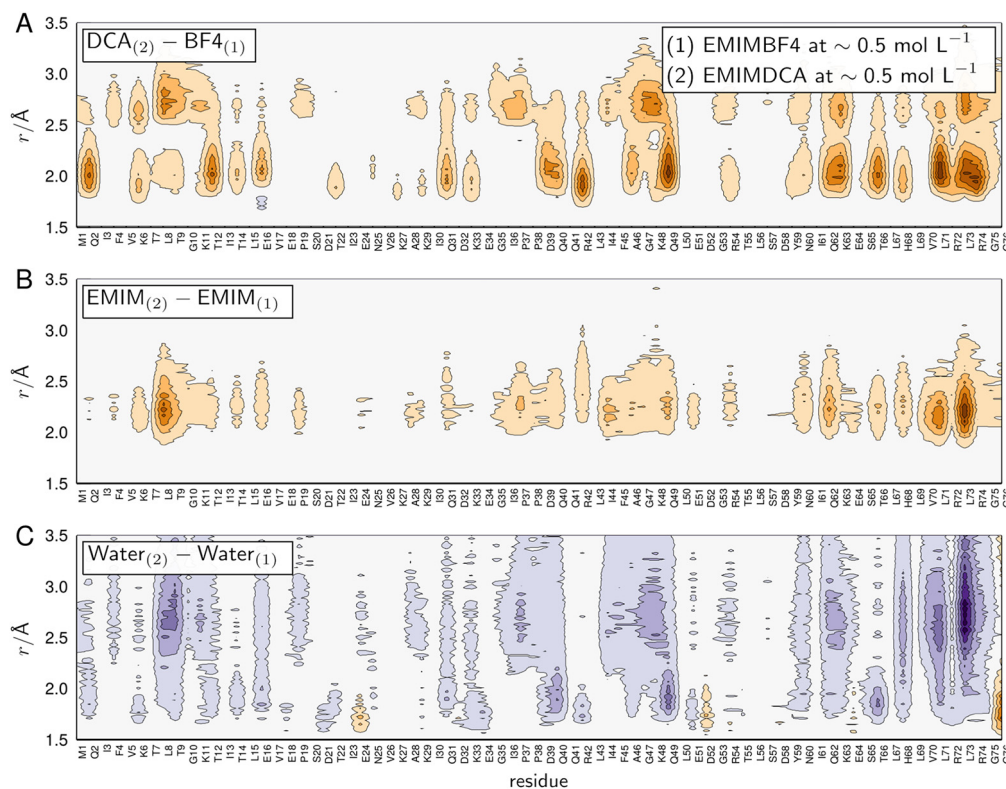 A
DCA(2) − BF4(1)
(1) EMIMBF4 at ∼ 0.5 mol L−1
(2) EMIMDCA at ∼ 0.5 mol L−1
r/Å
3.5
3.0
2.5
2.0
1.5
M1 Q2 I3 F4 V5 K6 T7 L8 T9 G10 K11 T12 I13 T14 L15 E16 V17 E18 P19 S20 D21 T22 I23 E24 N25 V26 K27 A28 K29 I30 Q31 D32 K33 E34 G35 I36 P37 P38 D39 Q40 Q41 R42 L43 I44 F45 A46 G47 K48 Q49 L50 E51 D52 G53 R54 T55 L56 S57 D58 Y59 N60 I61 Q62 K63 E64 S65 T66 L67 H68 L69 V70 L71 R72 L73 R74 G75
B
EMIM(2) − EMIM(1)
r/Å
3.5
3.0
2.5
2.0
1.5
M1 Q2 I3 F4 V5 K6 T7 L8 T9 G10 K11 T12 I13 T14 L15 E16 V17 E18 P19 S20 D21 T22 I23 E24 N25 V26 K27 A28 K29 I30 Q31 D32 K33 E34 G35 I36 P37 P38 D39 Q40 Q41 R42 L43 I44 F45 A46 G47 K48 Q49 L50 E51 D52 G53 R54 T55 L56 S57 D58 Y59 N60 I61 Q62 K63 E64 S65 T66 L67 H68 L69 V70 L71 R72 L73 R74 G75
C
Water(2) − Water(1)
r/Å
3.5
3.0
2.5
2.0
1.5
M1 Q2 I3 F4 V5 K6 T7 L8 T9 G10 K11 T12 I13 T14 L15 E16 V17 E18 P19 S20 D21 T22 I23 E24 N25 V26 K27 A28 K29 I30 Q31 D32 K33 E34 G35 I36 P37 P38 D39 Q40 Q41 R42 L43 I44 F45 A46 G47 K48 Q49 L50 E51 D52 G53 R54 T55 L56 S57 D58 Y59 N60 I61 Q62 K63 E64 S65 T66 L67 H68 L69 V70 L71 R72 L73 R74 G75
residue